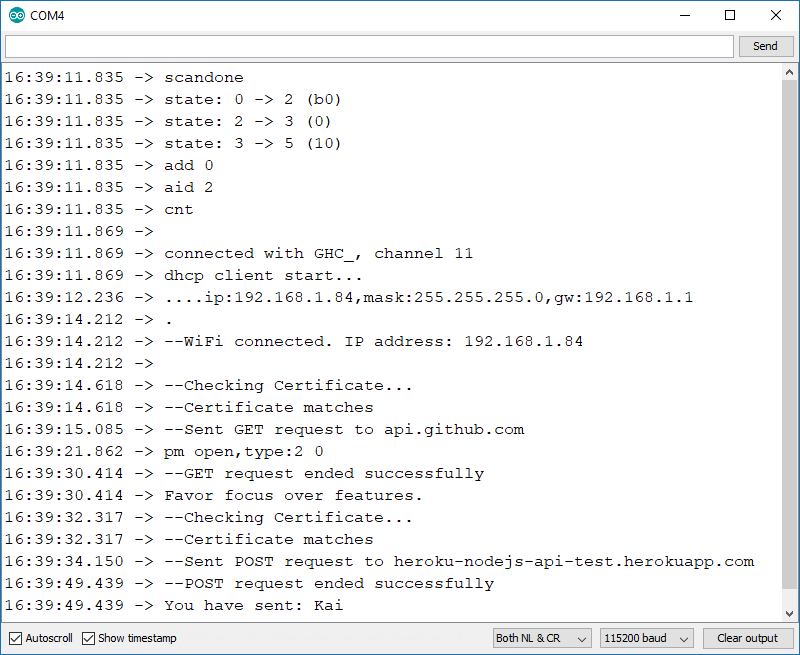 COM4
Send
16:39:11.835 -> scandone
16:39:11.835 -> state: 0 -> 2 (b0)
16:39:11.835 -> state: 2 -> 3 (0)
16:39:11.835 -> state: 3 -> 5 (10)
16:39:11.835 -> add 0
16:39:11.835 -> aid 2
16:39:11.835 -> cnt
16:39:11.869 ->
16:39:11.869 -> connected with GHC_, channel 11
16:39:11.869 -> dhcp client start...
16:39:12.236 -> ....ip:192.168.1.84,mask:255.255.255.0,gw:192.168.1.1
16:39:14.212 -> .
16:39:14.212 -> --WiFi connected. IP address: 192.168.1.84
16:39:14.212 ->
16:39:14.618 -> --Checking Certificate...
16:39:14.618 -> --Certificate matches
16:39:15.085 -> --Sent GET request to api.github.com
16:39:21.862 -> pm open,type:2 0
16:39:30.414 -> --GET request ended successfully
16:39:30.414 -> Favor focus over features.
16:39:32.317 -> --Checking Certificate...
16:39:32.317 -> --Certificate matches
16:39:34.150 -> --Sent POST request to heroku-nodejs-api-test.herokuapp.com
16:39:49.439 -> --POST request ended successfully
16:39:49.439 -> You have sent: Kai
Autoscroll Show timestamp Both NL & CR 115200 baud Clear output